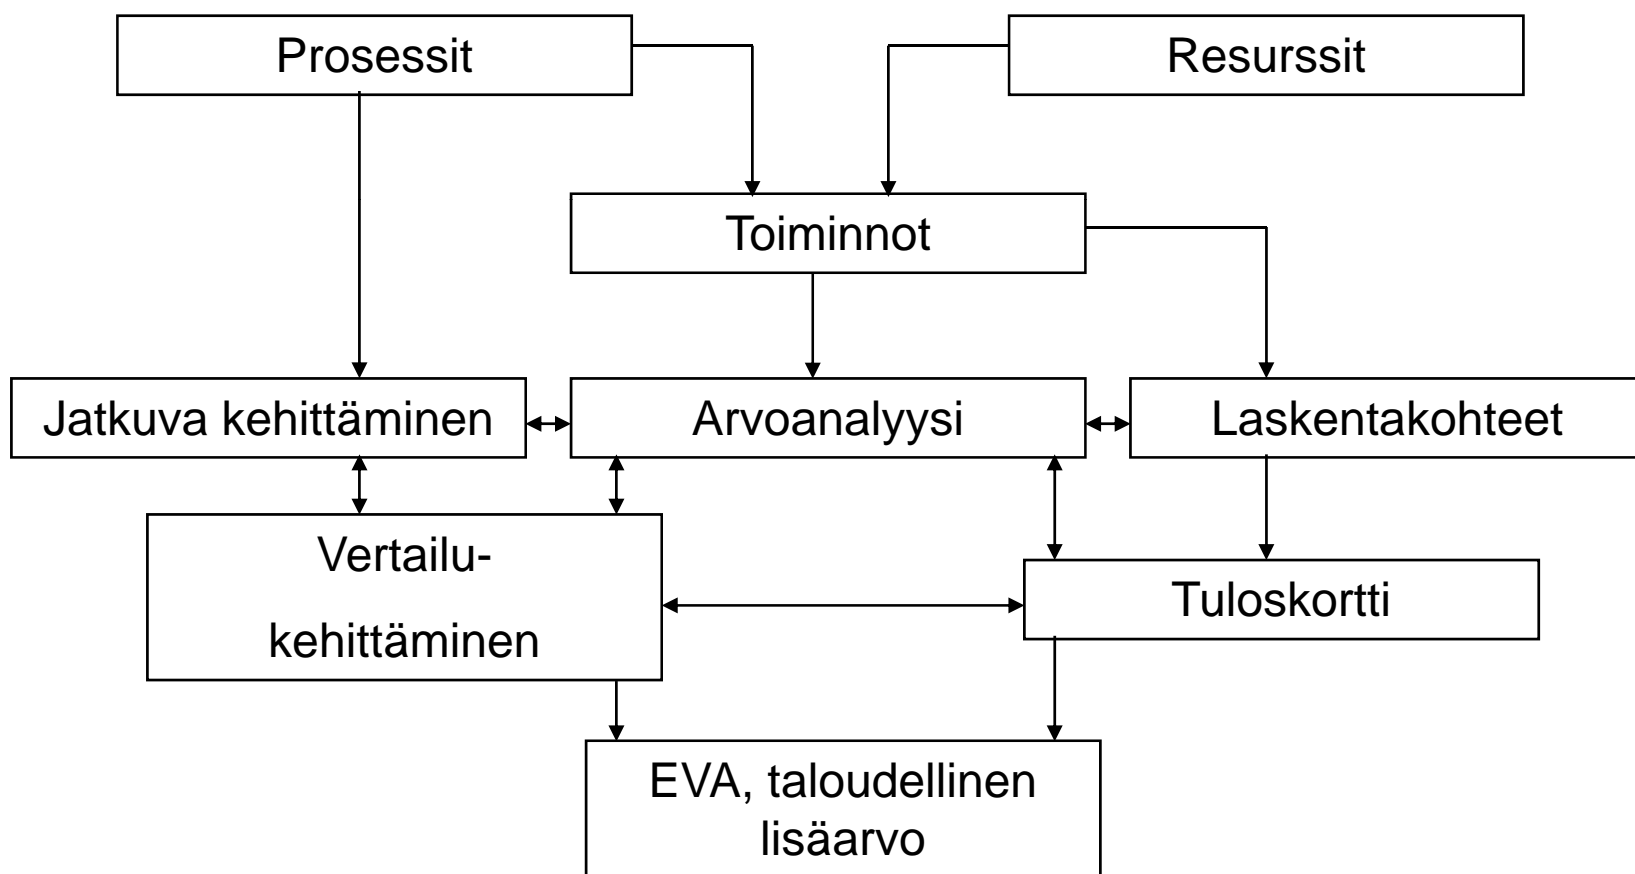 Prosessit
Resurssit
Toiminnot
Jatkuva kehittäminen
Arvoanalyysi
Laskentakohteet
Vertailu-
kehittäminen
Tuloskortti
EVA, taloudellinen
lisäarvo